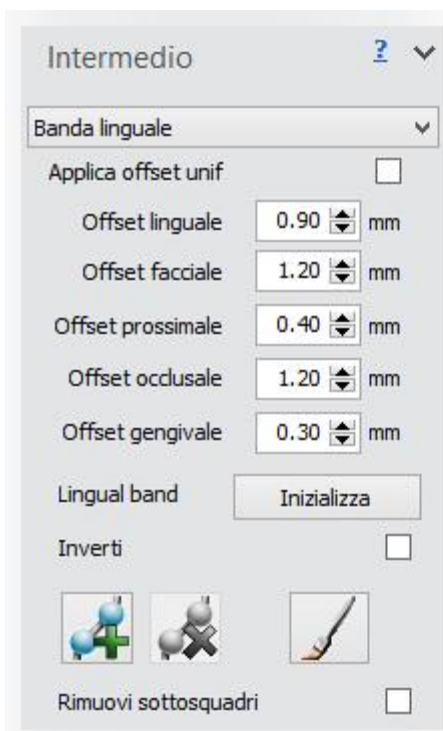 Intermedio ?
Banda linguale
Applica offset unif
Offset linguale 0.90 mm
Offset facciale 1.20 mm
Offset prossimale 0.40 mm
Offset occlusale 1.20 mm
Offset gengivale 0.30 mm
Lingual band Inizializza
Inverti
Rimuovi sottosquadri